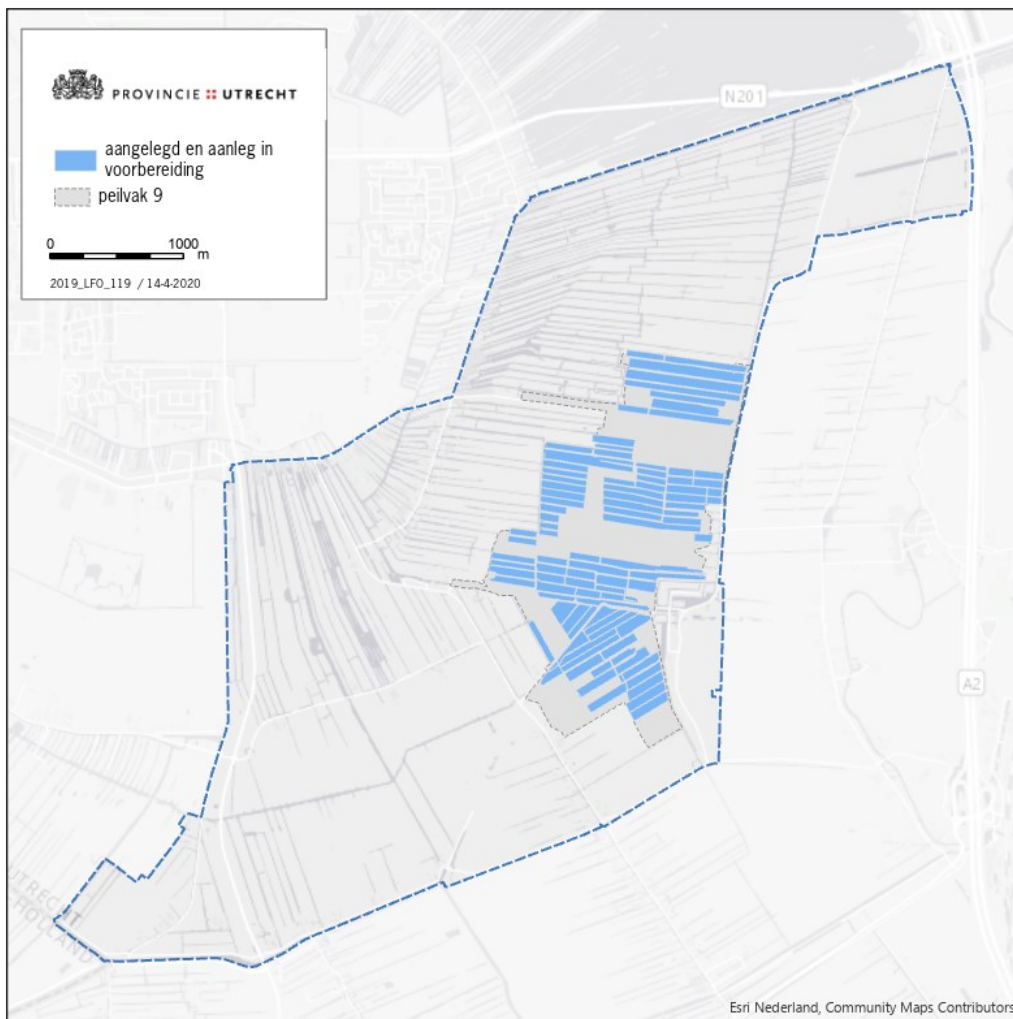 PROVINCIE UTRECHT
aangelegd en aanleg in
voorbereiding
peilvak 9
0 1000
m
2019_LFO_119 / 14-4-2020
N201
A2
UTRECHT
HOLLAND
Esri Nederland, Community Maps Contributors